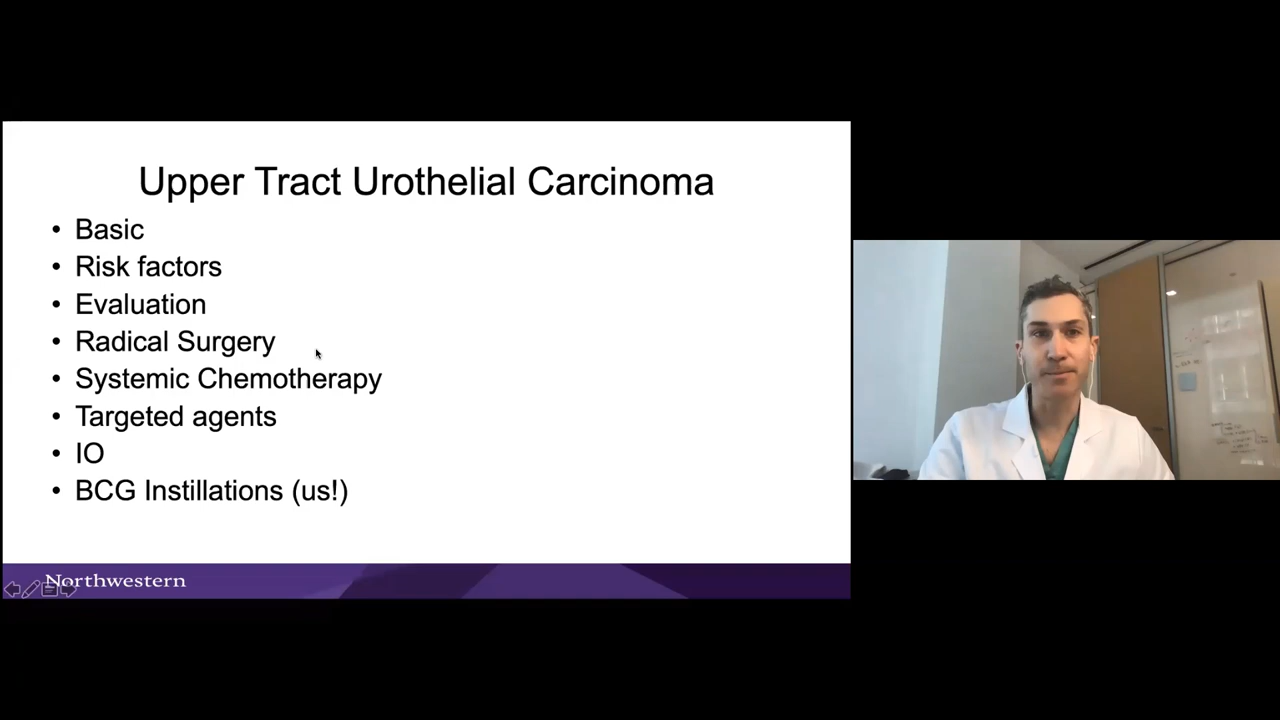 Upper Tract Urothelial Carcinoma
• Basic
• Risk factors
• Evaluation
• Radical Surgery
• Systemic Chemotherapy
• Targeted agents
• IO
• BCG Instillations (us!)
Northwestern